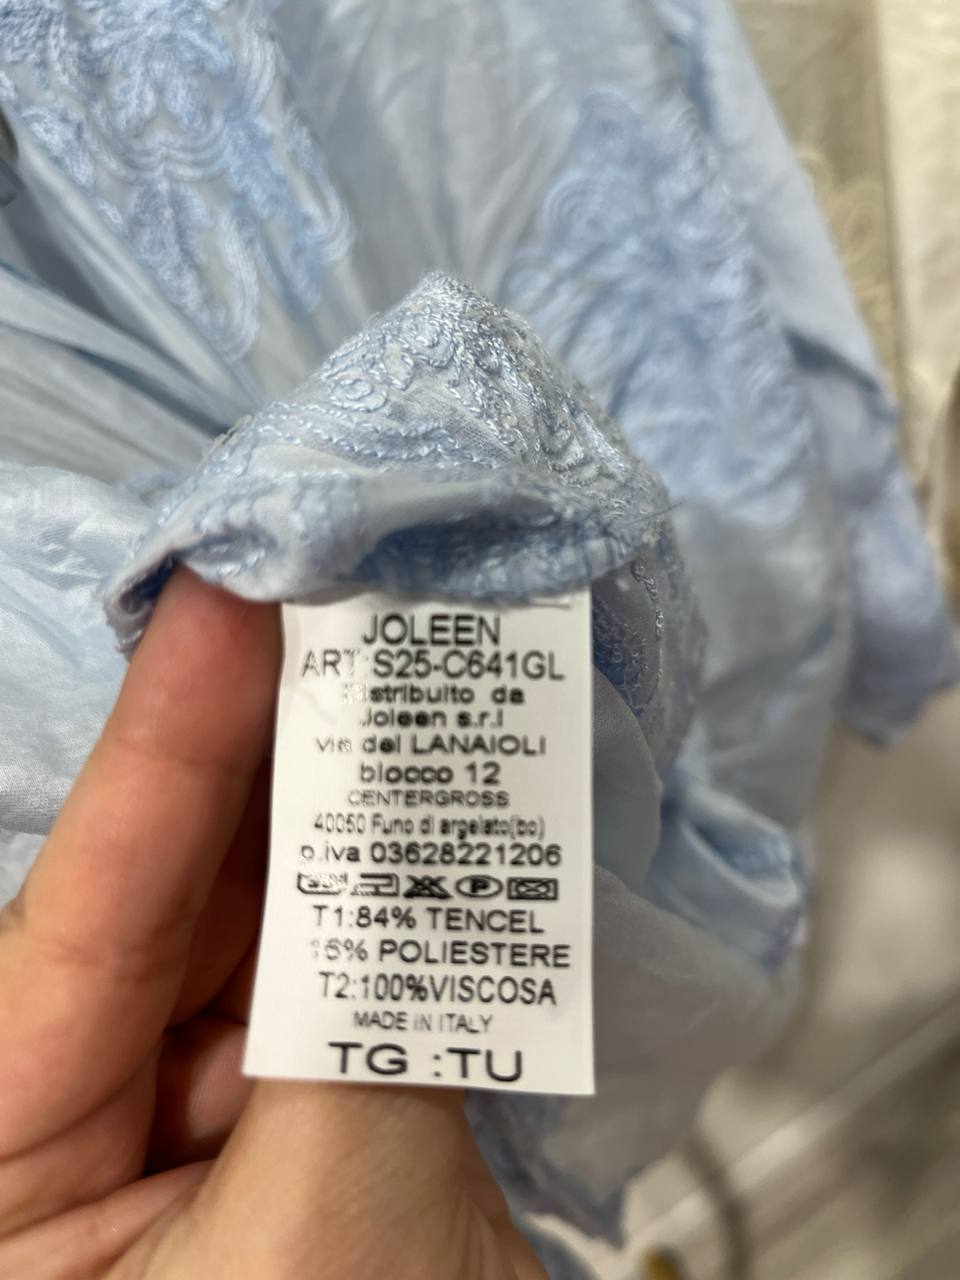 JOLEEN
ART:S25-C641GL
Distribuito da
Joleen s.r.l
via dei LANAIOLI
blocco 12
CENTERGROSS
40050 Funo di argelato(bo)
p.iva 03628221206
T1:84% TENCEL
16% POLIESTERE
T2:100%VISCOSA
MADE IN ITALY
TG :TU